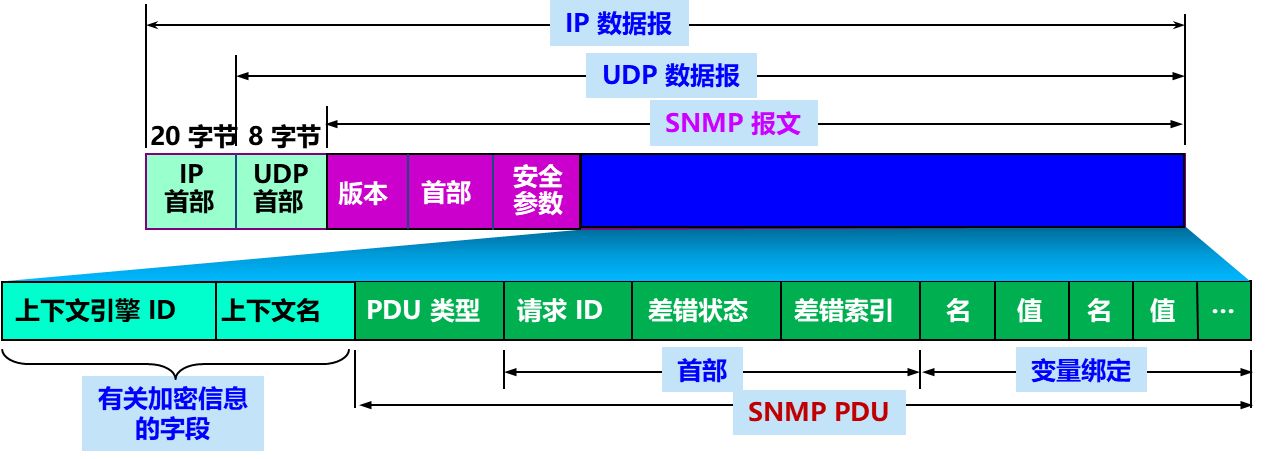 IP 数据报
UDP 数据报
SNMP 报文
20 字节 8 字节
IP
首部
UDP
首部
版本
首部
安全
参数
上下文引擎 ID
上下文名
PDU 类型
请求 ID
差错状态
差错索引
名
值
名
值
...
首部
变量绑定
有关加密信息
的字段
SNMP PDU